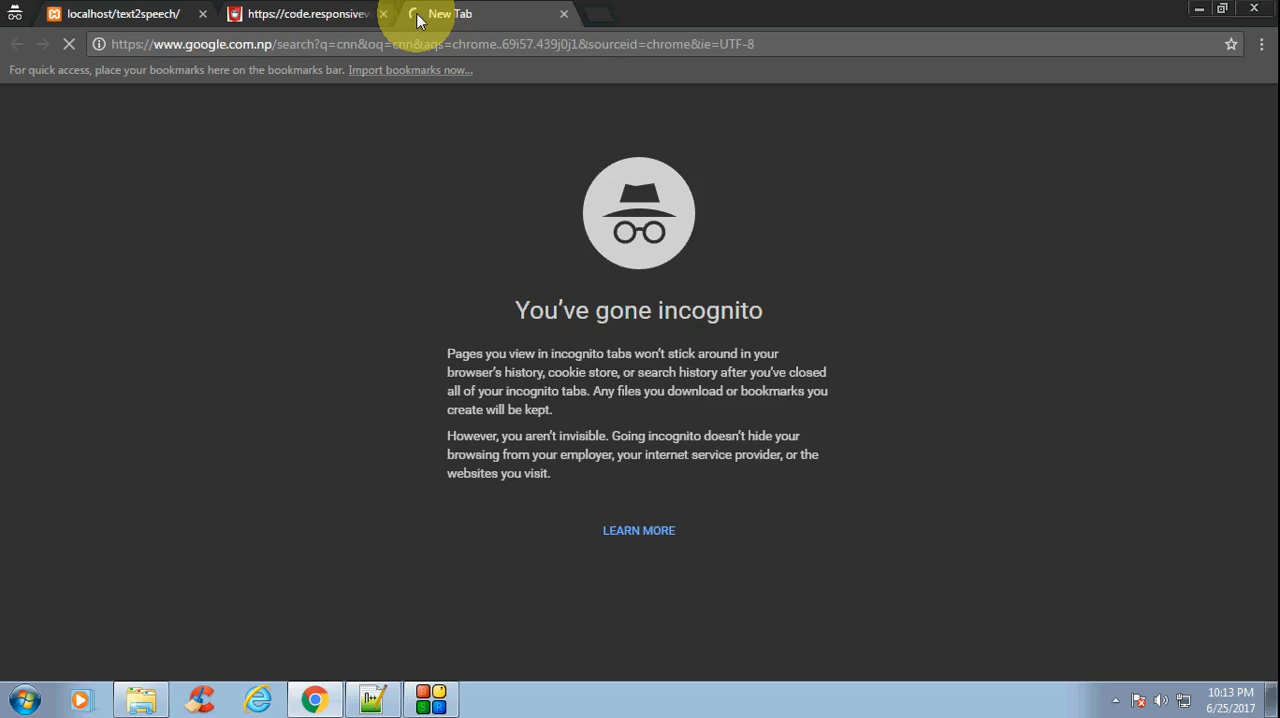 localhost/text2speech/
https://code.responsivev
New Tab
https://www.google.com.np/search?q=cnn&oq=cnn&aqs=chrome..69i57.439j0j1&sourceid=chrome&ie=UTF-8
For quick access, place your bookmarks here on the bookmarks bar. Import bookmarks now...
You've gone incognito
Pages you view in incognito tabs won't stick around in your
browser's history, cookie store, or search history after you've closed
all of your incognito tabs. Any files you download or bookmarks you
create will be kept.
However, you aren't invisible. Going incognito doesn't hide your
browsing from your employer, your internet service provider, or the
websites you visit.
LEARN MORE
10:13 PM
6/25/2017